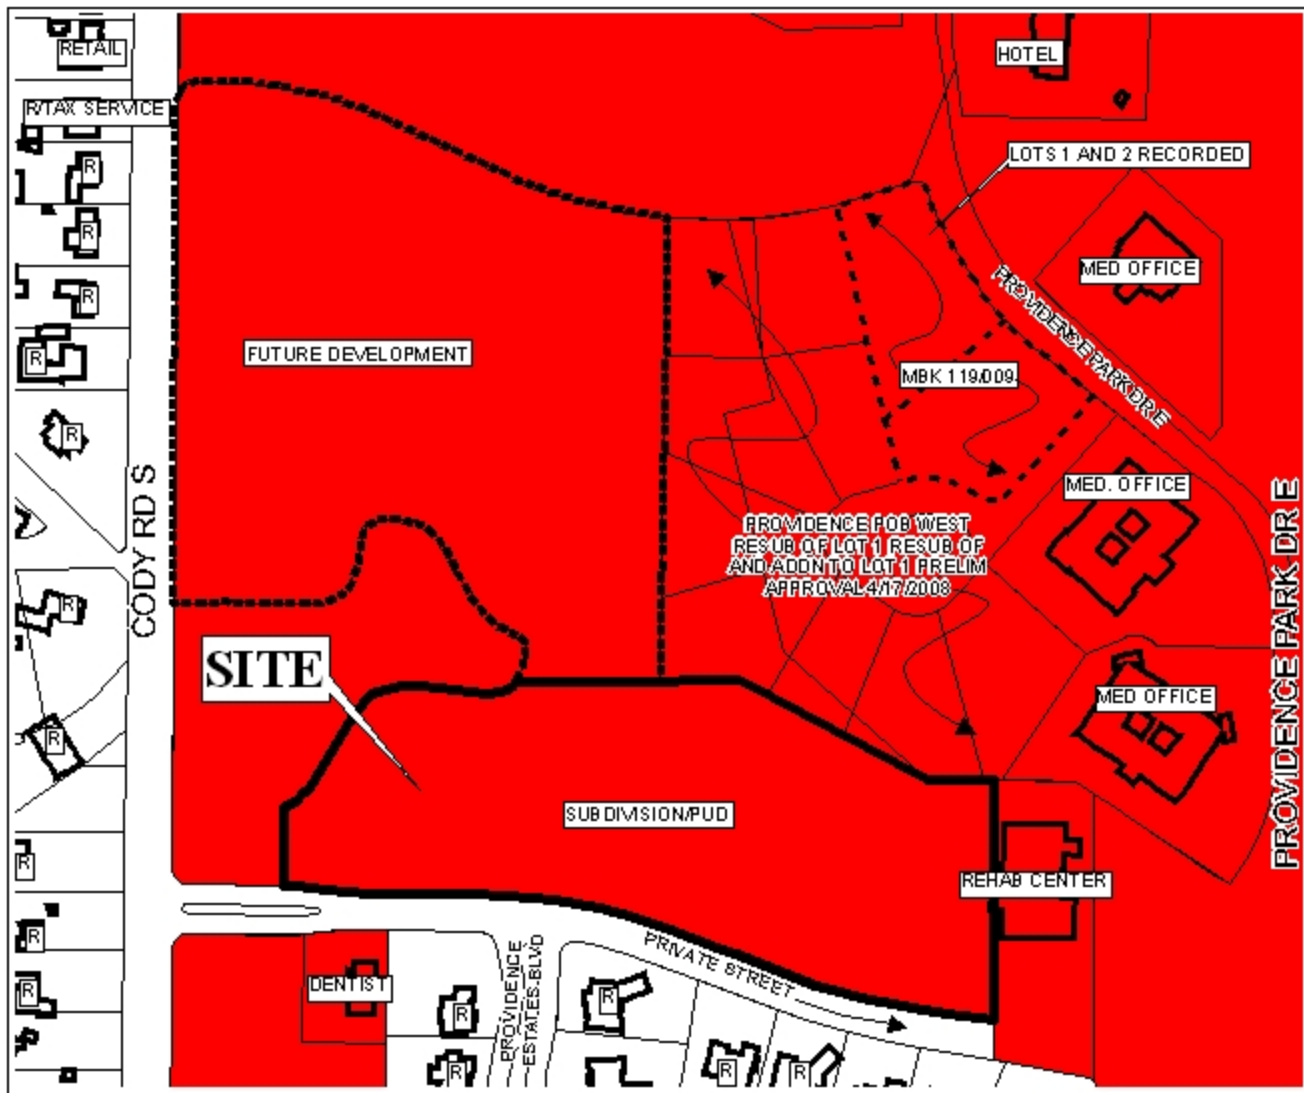 RETAIL
HOTEL
R/TAX SERVICE
LOTS 1 AND 2 RECORDED
R
R
MED OFFICE
R
PROVIDENCE PARK DR E
FUTURE DEVELOPMENT
R
MBK 119/009
R
CODY RD S
MED. OFFICE
PROVIDENCE PARK DR E
PROVIDENCE POB WEST
RESUB OF LOT 1 RESUB OF
AND ADDN TO LOT 1 PRELIM
APPROVAL 4/17/2008
R
SITE
MED OFFICE
R
SUBDIVISION/PUD
R
REHAB CENTER
R
PRIVATE STREET
PROVIDENCE
ESTATES BLVD
DENTIST
R
R
R
R
R
R